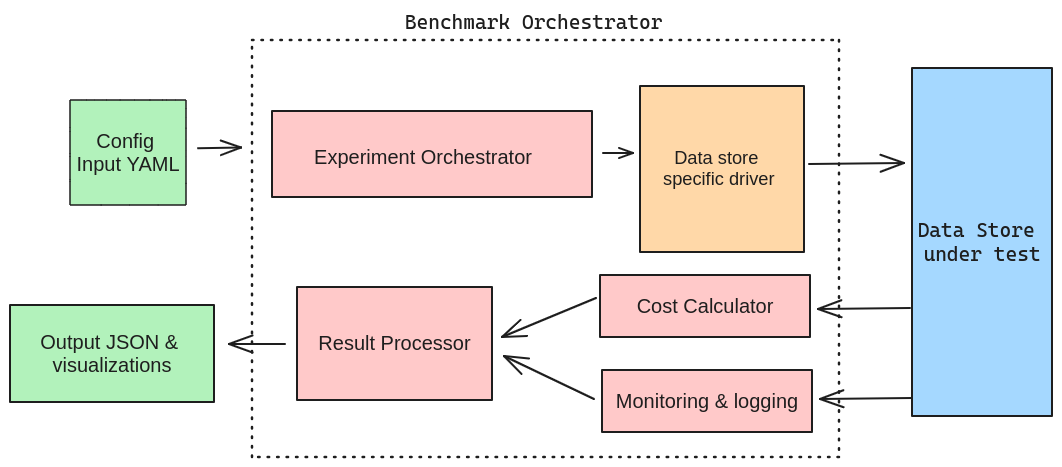 Benchmark Orchestrator
Config
Input YAML
Experiment Orchestrator
Data store
specific driver
Data Store
under test
Cost Calculator
Output JSON &
visualizations
Result Processor
Monitoring & logging